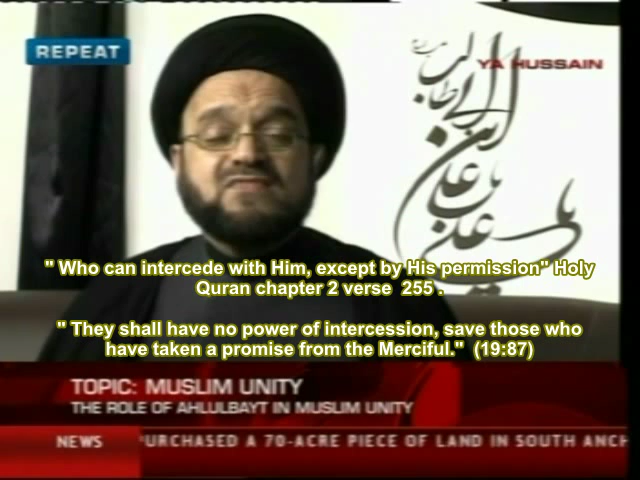 REPEAT
YA HUSSAIN
" Who can intercede with Him, except by His permission" Holy
Quran chapter 2 verse  255 .
" They shall have no power of intercession, save those who
have taken a promise from the Merciful."  (19:87)
TOPIC: MUSLIM UNITY
THE ROLE OF AHLULBAYT IN MUSLIM UNITY
NEWS
URCHASED A 70-ACRE PIECE OF LAND IN SOUTH ANCH